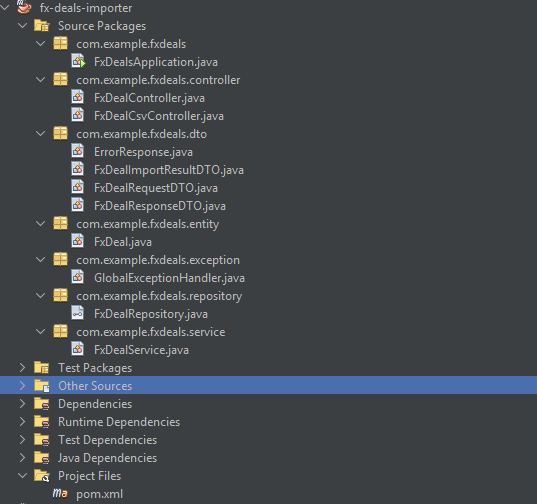 fx-deals-importer
Source Packages
com.example.fxdeals
FxDealsApplication.java
com.example.fxdeals.controller
FxDealController.java
FxDealCsvController.java
com.example.fxdeals.dto
ErrorResponse.java
FxDealImportResultDTO.java
FxDealRequestDTO.java
FxDealResponseDTO.java
com.example.fxdeals.entity
FxDeal.java
com.example.fxdeals.exception
GlobalExceptionHandler.java
com.example.fxdeals.repository
FxDealRepository.java
com.example.fxdeals.service
FxDealService.java
Test Packages
Other Sources
Dependencies
Runtime Dependencies
Test Dependencies
Java Dependencies
Project Files
pom.xml